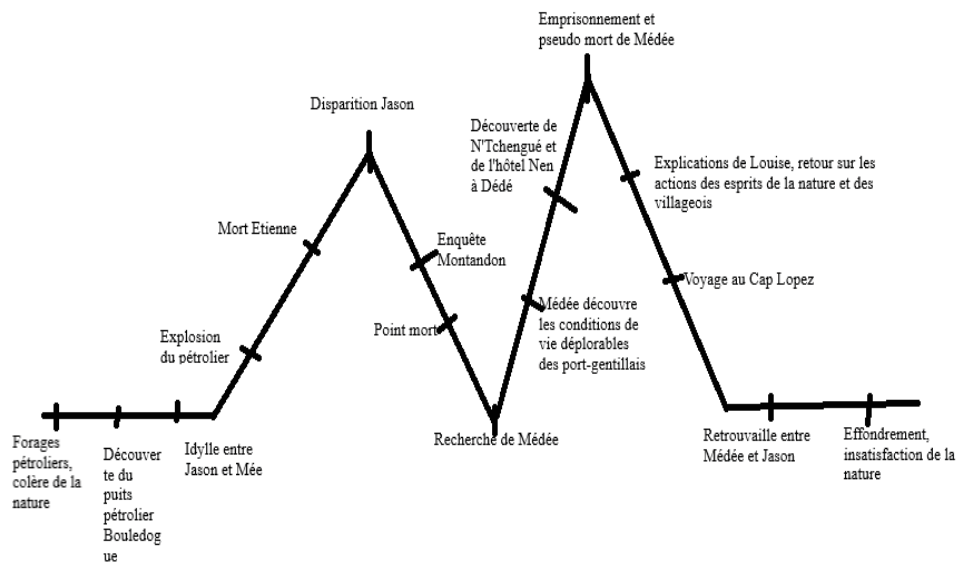 Emprisonnement et
pseudo mort de Médée
Disparition Jason
Découverte de
N'Tchengué et
de l'hôtel Nen
à Dédé
Explications de Louise, retour sur les
actions des esprits de la nature et des
villageois
Mort Etienne
Enquête
Montandon
Voyage au Cap Lopez
Explosion
du pétrolier
Point mort
Médée découvre
les conditions de
vie déplorables
des port-gentillais
Forages
pétroliers,
colère de la
nature
Découver
te du
puits
pétrolier
Bouledog
ue
Idylle entre
Jason et Mée
Recherche de Médée
Retrouvaille entre
Médée et Jason
Effondrement,
insatisfaction de la
nature